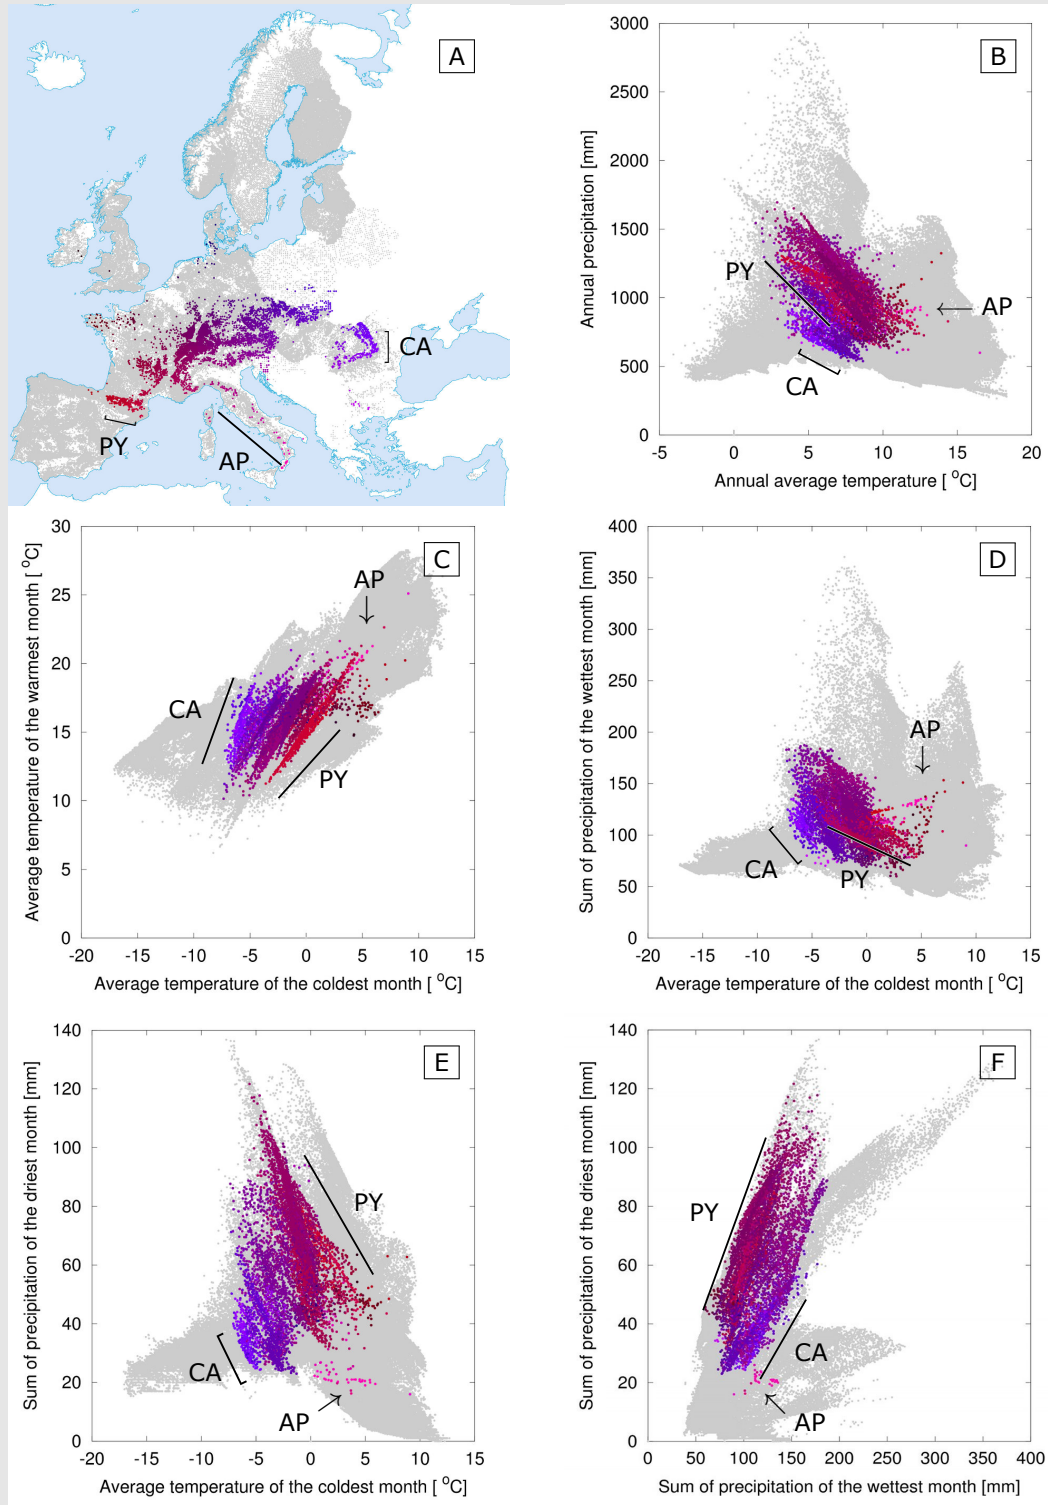 A
CA
PY
AP
B
3000
2500
2000
1500
1000
500
0
Annual precipitation [mm]
PY
AP
CA
-5
0
5
10
15
20
Annual average temperature [ °C]
C
30
25
20
15
10
5
0
Average temperature of the warmest month [ °C]
AP
CA
PY
-20
-15
-10
-5
0
5
10
15
Average temperature of the coldest month [ °C]
D
400
350
300
250
200
150
100
50
0
Sum of precipitation of the wettest month [mm]
AP
CA
PY
-20
-15
-10
-5
0
5
10
15
Average temperature of the coldest month [ °C]
E
140
120
100
80
60
40
20
0
Sum of precipitation of the driest month [mm]
PY
CA
AP
-20
-15
-10
-5
0
5
10
15
Average temperature of the coldest month [ °C]
F
140
120
100
80
60
40
20
0
Sum of precipitation of the driest month [mm]
PY
CA
AP
0
50
100
150
200
250
300
350
400
Sum of precipitation of the wettest month [mm]